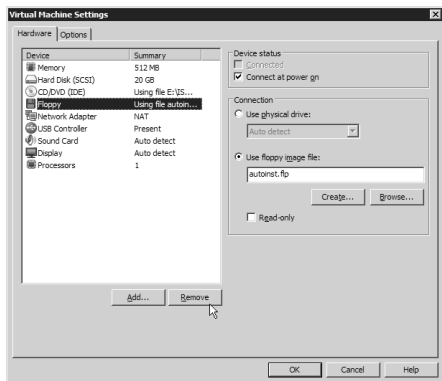 Virtual Machine Settings
Hardware Options
Device Summary
Memory 512 MB
Hard Disk (SCSI) 20 GB
CD/DVD (IDE) Using file E:\IS...
Floppy Using file autoin...
Network Adapter NAT
USB Controller Present
Sound Card Auto detect
Display Auto detect
Processors 1
Add... Remove
Device status
Connected
Connect at power on
Connection
Use physical drive:
Auto detect
Use floppy image file:
autoinst.flp
Create... Browse...
Read-only
OK Cancel Help